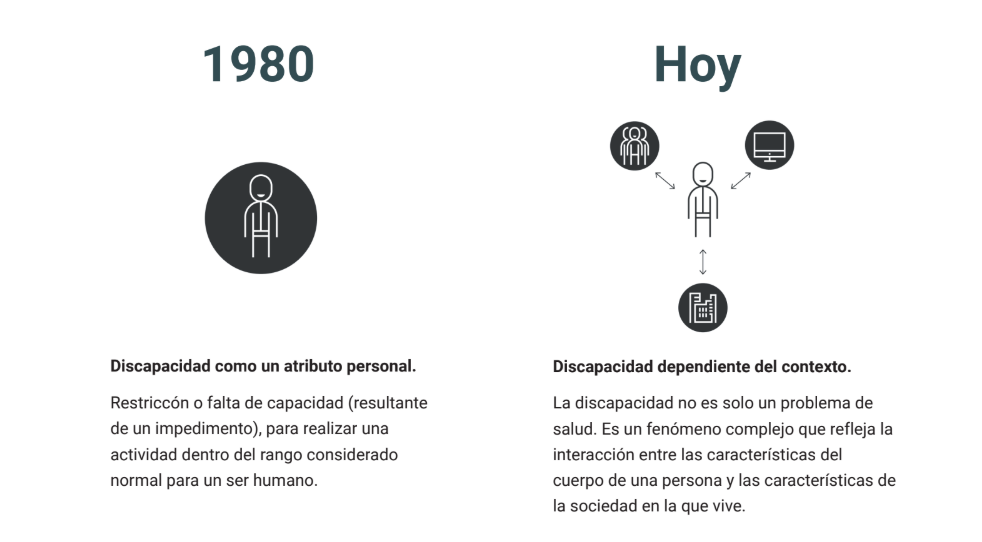 1980
Discapacidad como un atributo personal.
Restriccón o falta de capacidad (resultante
de un impedimento), para realizar una
actividad dentro del rango considerado
normal para un ser humano.
Hoy
Discapacidad dependiente del contexto.
La discapacidad no es solo un problema de
salud. Es un fenómeno complejo que refleja la
interacción entre las características del
cuerpo de una persona y las características de
la sociedad en la que vive.